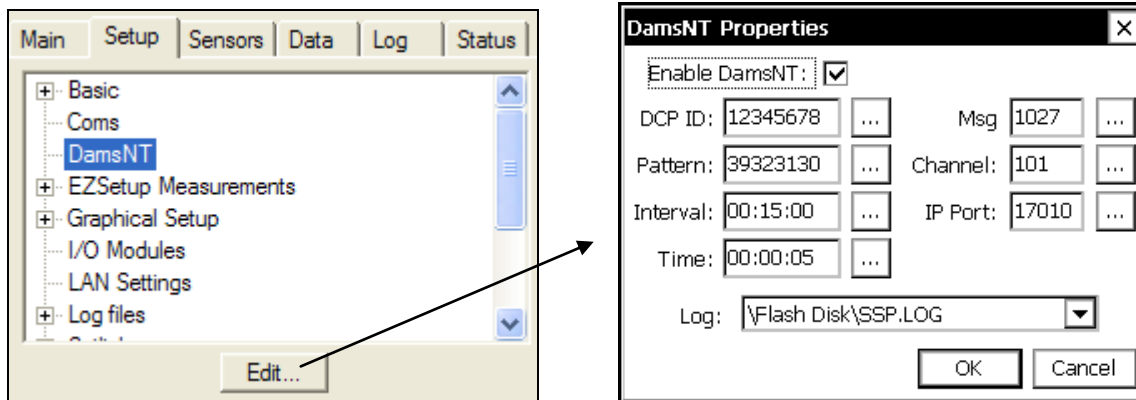 Main Setup Sensors Data Log Status
Basic
Coms
DamsNT
EZSetup Measurements
Graphical Setup
I/O Modules
LAN Settings
Log files
Edit...
DamsNT Properties
Enable DamsNT:
DCP ID: 12345678 ... Msg 1027 ...
Pattern: 39323130 ... Channel: 101 ...
Interval: 00:15:00 ... IP Port: 17010 ...
Time: 00:00:05 ...
Log: \Flash Disk\SSP.LOG
OK Cancel